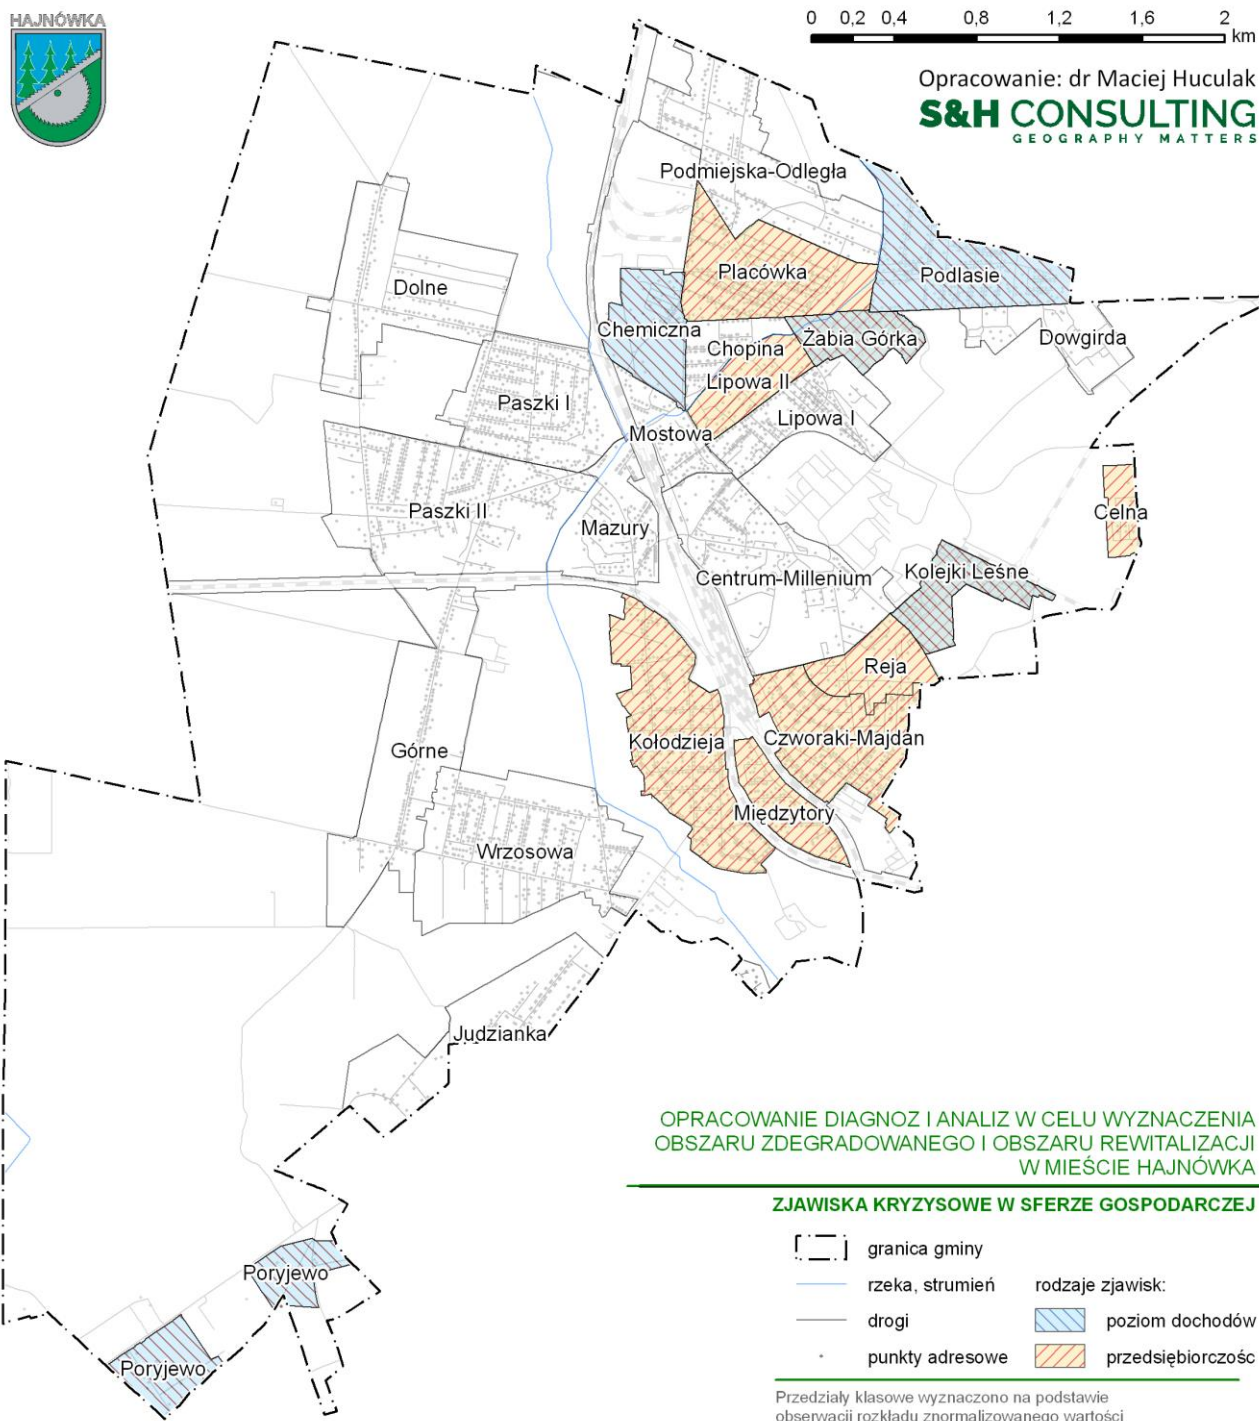 HAJNÓWKA
0 0,2 0,4 0,8 1,2 1,6 2
km
Opracowanie: dr Maciej Huculak
S&H CONSULTING
GEOGRAPHY MATTERS
Podmiejska-Odległa
Placówka
Podlasie
Dolne
Chemiczna
Żabia Górka
Dowgirda
Chopina
Lipowa II
Paszki I
Lipowa I
Mostowa
Paszki II
Celna
Mazury
Centrum-Millenium
Kolejki Leśne
Reja
Kołodzieja
Czworaki-Majdan
Górne
Międzytory
Wrzosowa
Judzianka
Poryjewo
Poryjewo
OPRACOWANIE DIAGNOZ I ANALIZ W CELU WYZNACZENIA
OBSZARU ZDEGRADOWANEGO I OBSZARU REWITALIZACJI
W MIEŚCIE HAJNÓWKA
ZJAWISKA KRYZYSOWE W SFERZE GOSPODARCZEJ
granica gminy
rzeka, strumień
rodzaje zjawisk:
drogi
poziom dochodów
punkty adresowe
przedsiębiorczośc
Przedziały klasowe wyznaczono na podstawie
obserwacji rozkładu znormalizowanego wartości